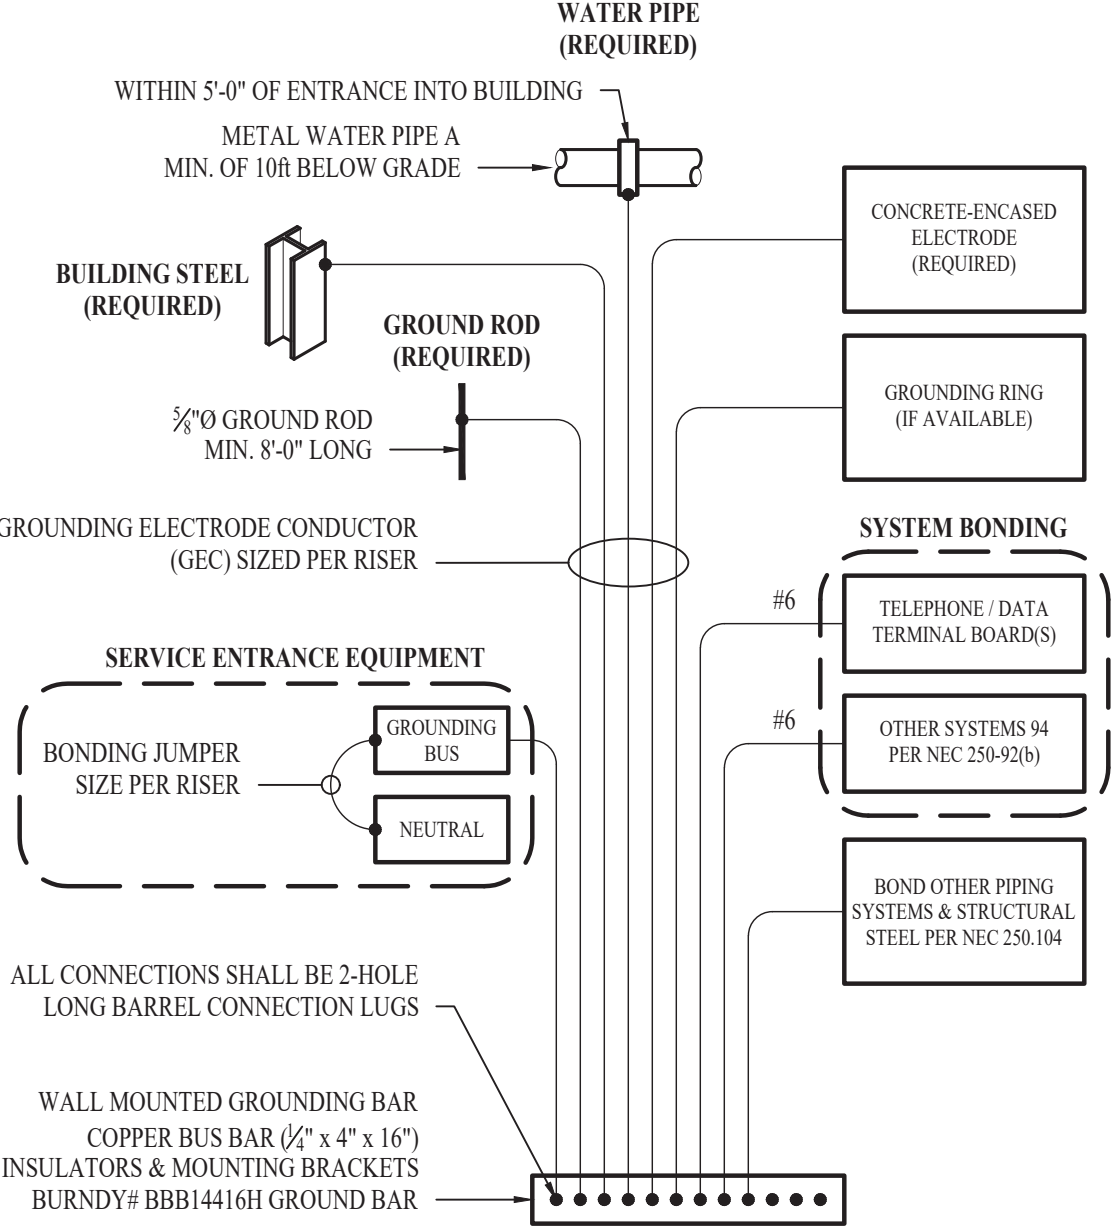 WATER PIPE
(REQUIRED)
WITHIN 5'-0" OF ENTRANCE INTO BUILDING
METAL WATER PIPE A
MIN. OF 10ft BELOW GRADE
CONCRETE-ENCASED
ELECTRODE
(REQUIRED)
BUILDING STEEL
(REQUIRED)
GROUND ROD
(REQUIRED)
GROUNDING RING
(IF AVAILABLE)
5/8"Ø GROUND ROD
MIN. 8'-0" LONG
GROUNDING ELECTRODE CONDUCTOR
(GEC) SIZED PER RISER
SYSTEM BONDING
#6
TELEPHONE / DATA
TERMINAL BOARD(S)
#6
OTHER SYSTEMS 94
PER NEC 250-92(b)
SERVICE ENTRANCE EQUIPMENT
GROUNDING
BUS
BONDING JUMPER
SIZE PER RISER
NEUTRAL
BOND OTHER PIPING
SYSTEMS & STRUCTURAL
STEEL PER NEC 250.104
ALL CONNECTIONS SHALL BE 2-HOLE
LONG BARREL CONNECTION LUGS
WALL MOUNTED GROUNDING BAR
COPPER BUS BAR (1/4" x 4" x 16")
INSULATORS & MOUNTING BRACKETS
BURNDY# BBB14416H GROUND BAR